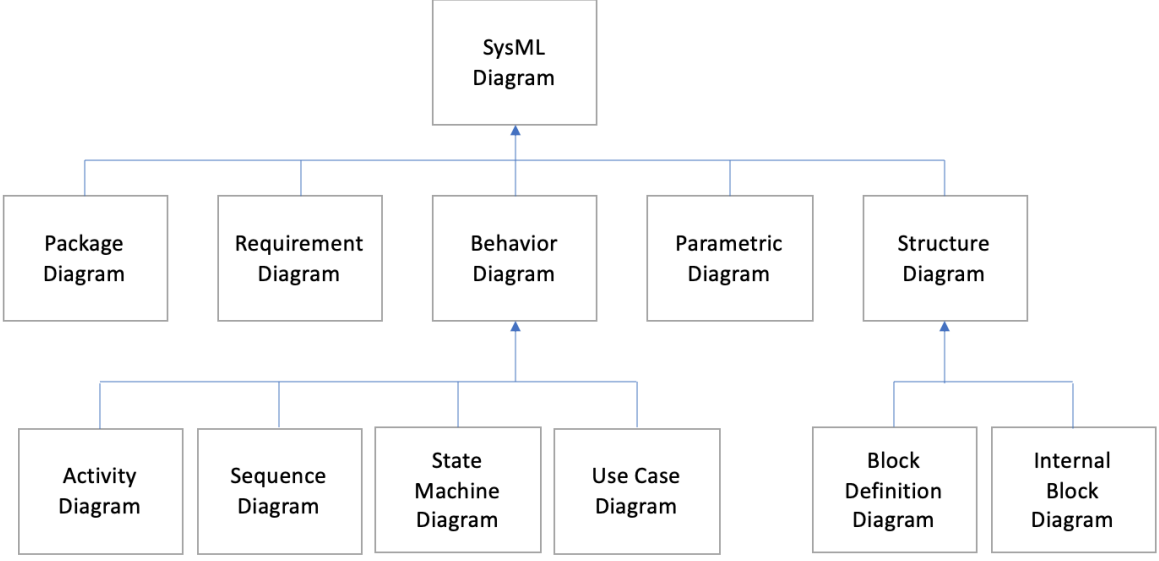 SysML
Diagram
Package
Diagram
Requirement
Diagram
Behavior
Diagram
Parametric
Diagram
Structure
Diagram
Activity
Diagram
Sequence
Diagram
State
Machine
Diagram
Use Case
Diagram
Block
Definition
Diagram
Internal
Block
Diagram